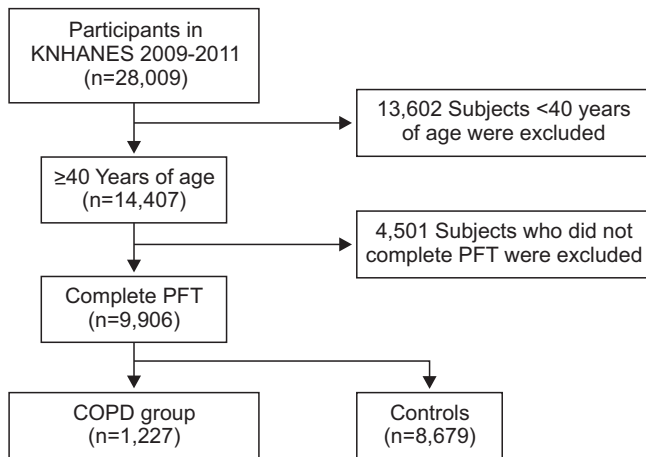 Participants in
KNHANES 2009-2011
(n=28,009)
13,602 Subjects <40 years
of age were excluded
≥40 Years of age
(n=14,407)
4,501 Subjects who did not
complete PFT were excluded
Complete PFT
(n=9,906)
COPD group
(n=1,227)
Controls
(n=8,679)